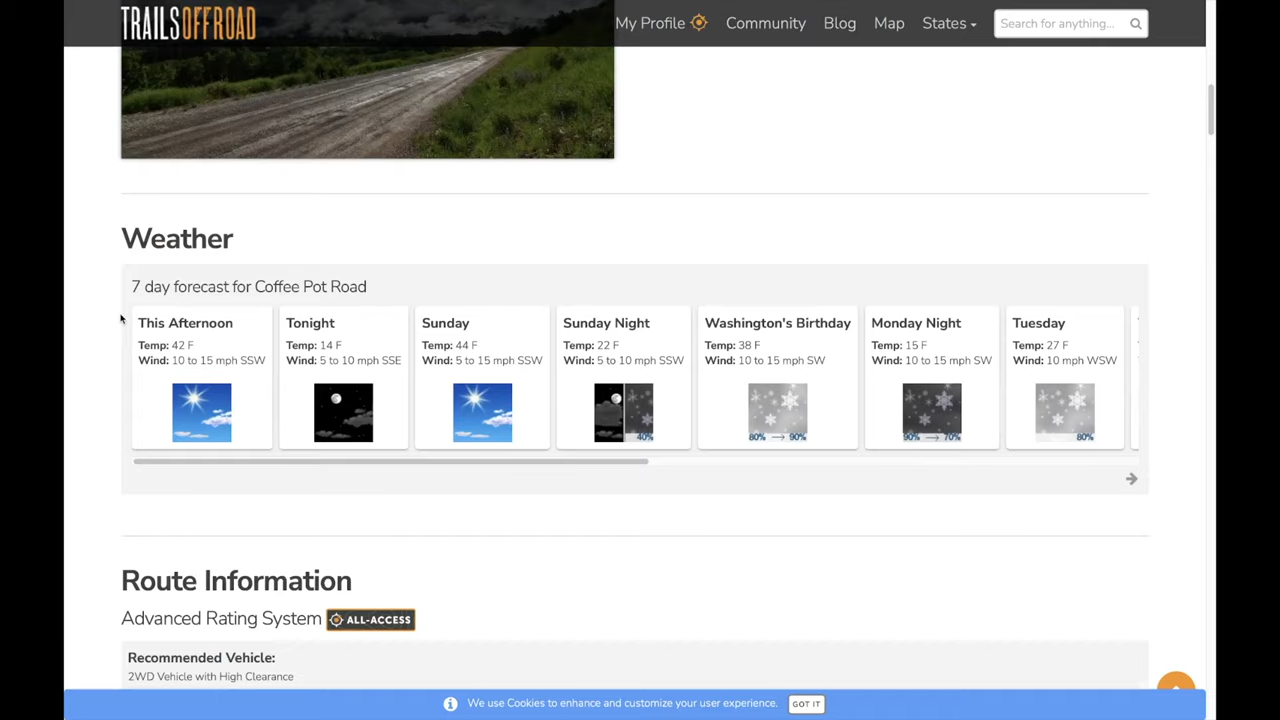 TRAILSOFFROAD
My Profile
Community
Blog
Map
States
Search for anything...
Weather
7 day forecast for Coffee Pot Road
This Afternoon
Temp: 42 F
Wind: 10 to 15 mph SSW
Tonight
Temp: 14 F
Wind: 5 to 10 mph SSE
Sunday
Temp: 44 F
Wind: 5 to 15 mph SSW
Sunday Night
Temp: 22 F
Wind: 5 to 10 mph SSW
40%
Washington's Birthday
Temp: 38 F
Wind: 10 to 15 mph SW
80% → 90%
Monday Night
Temp: 15 F
Wind: 10 to 15 mph SW
90% → 70%
Tuesday
Temp: 27 F
Wind: 10 mph WSW
80%
Route Information
Advanced Rating System ALL-ACCESS
Recommended Vehicle:
2WD Vehicle with High Clearance
We use Cookies to enhance and customize your user experience. GOT IT